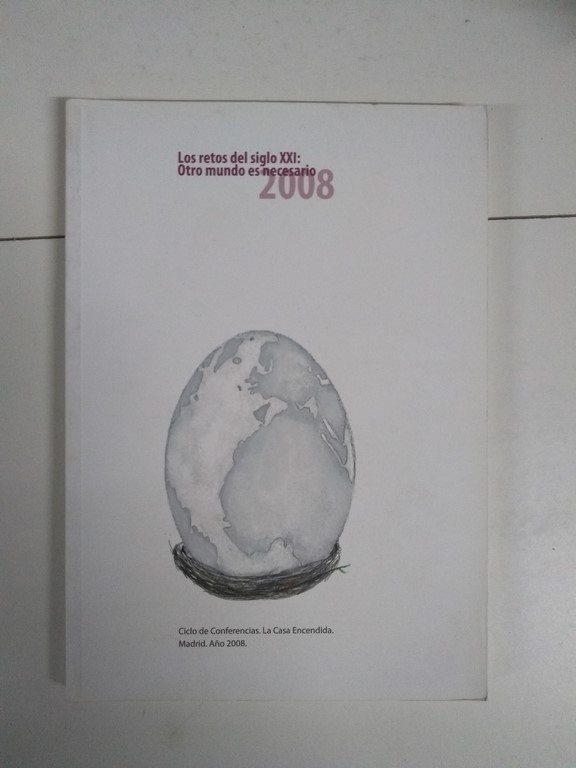 Los retos del siglo XXI:
Otro mundo es necesario
2008
Ciclo de Conferencias. La Casa Encendida.
Madrid. Año 2008.